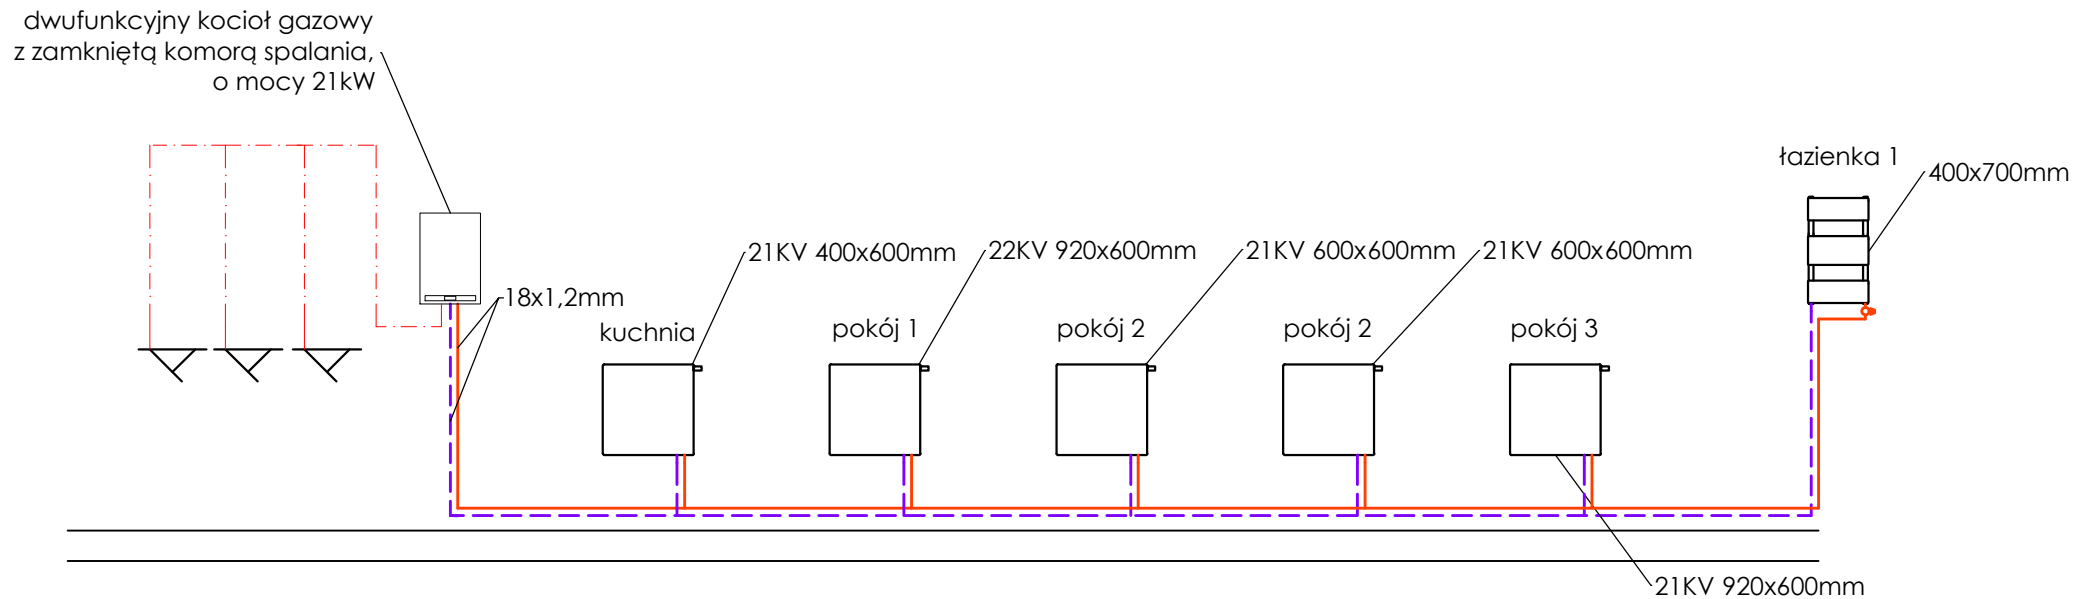 dwufunkcyjny kocioł gazowy
z zamkniętą komorą spalania,
o mocy 21kW
łazienka 1
400x700mm
21KV 400x600mm
22KV 920x600mm
21KV 600x600mm
21KV 600x600mm
18x1,2mm
kuchnia
pokój 1
pokój 2
pokój 2
pokój 3
21KV 920x600mm